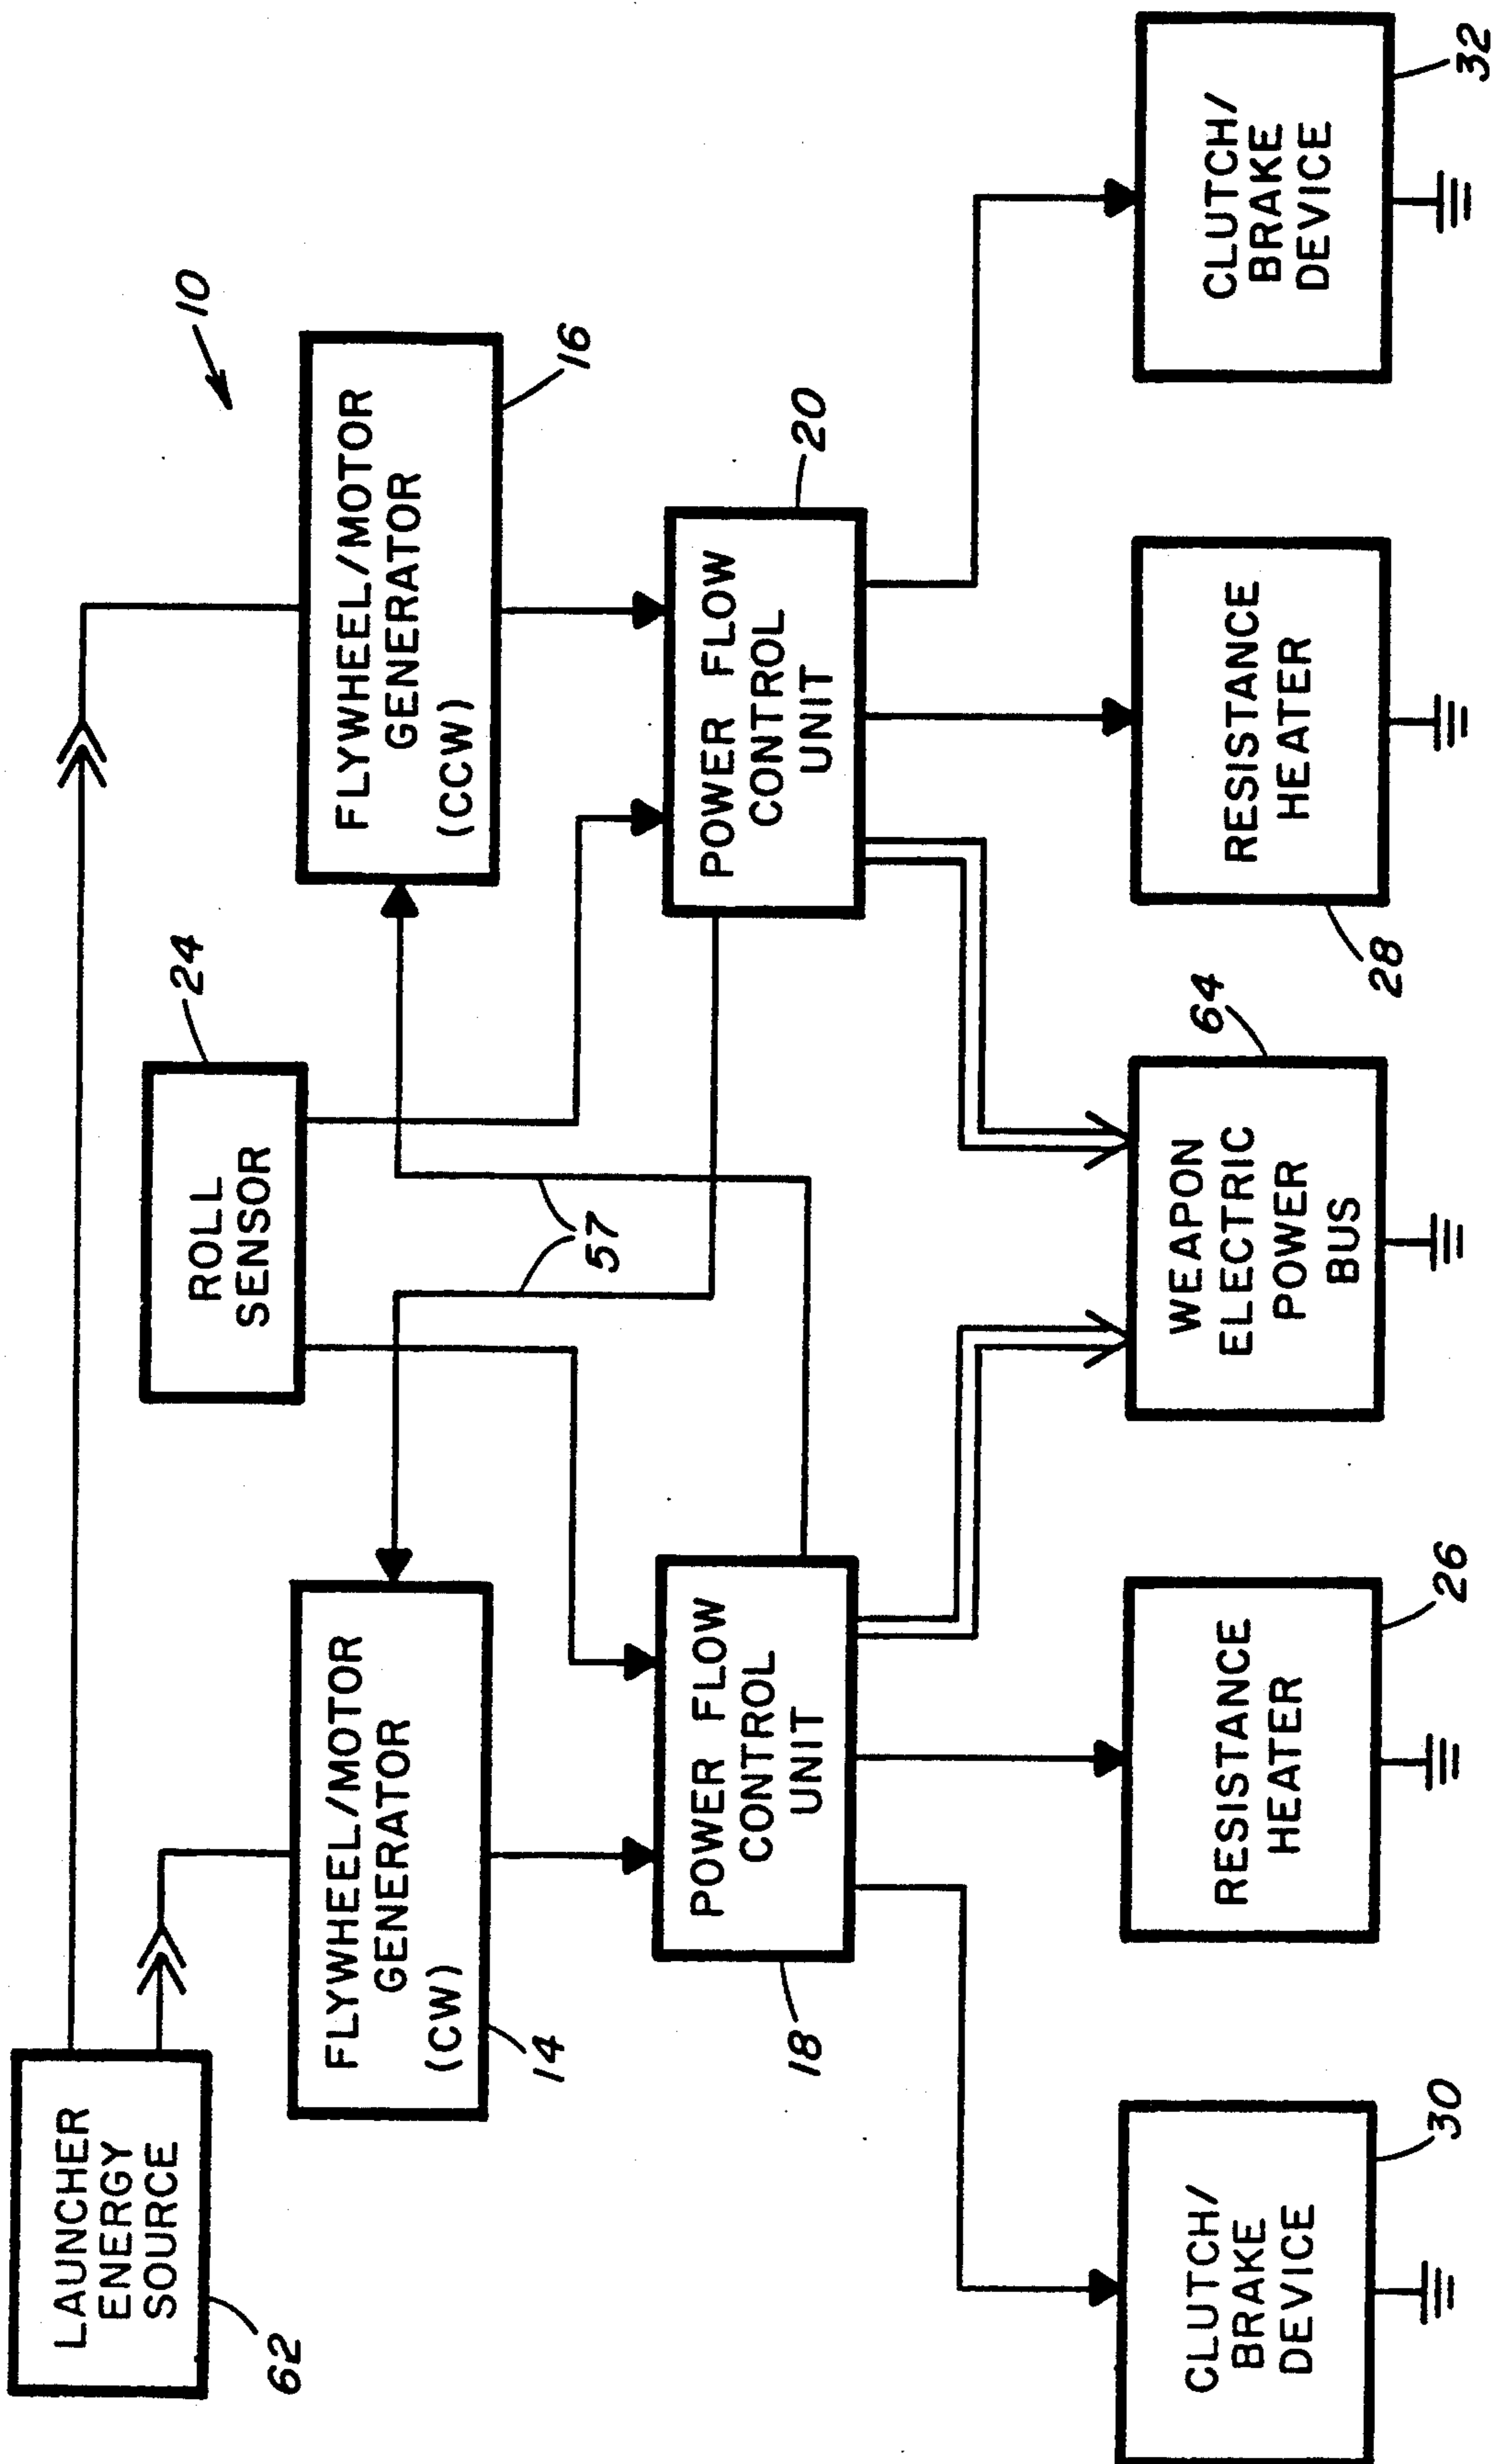 LAUNCHER
ENERGY
SOURCE
62
ROLL
SENSOR
24
10
FLYWHEEL/MOTOR
GENERATOR
(CW)
14
FLYWHEEL/MOTOR
GENERATOR
(CCW)
16
57
POWER FLOW
CONTROL
UNIT
18
POWER FLOW
CONTROL
UNIT
20
CLUTCH/
BRAKE
DEVICE
30
RESISTANCE
HEATER
26
WEAPON
ELECTRIC
POWER
BUS
64
RESISTANCE
HEATER
28
CLUTCH/
BRAKE
DEVICE
32